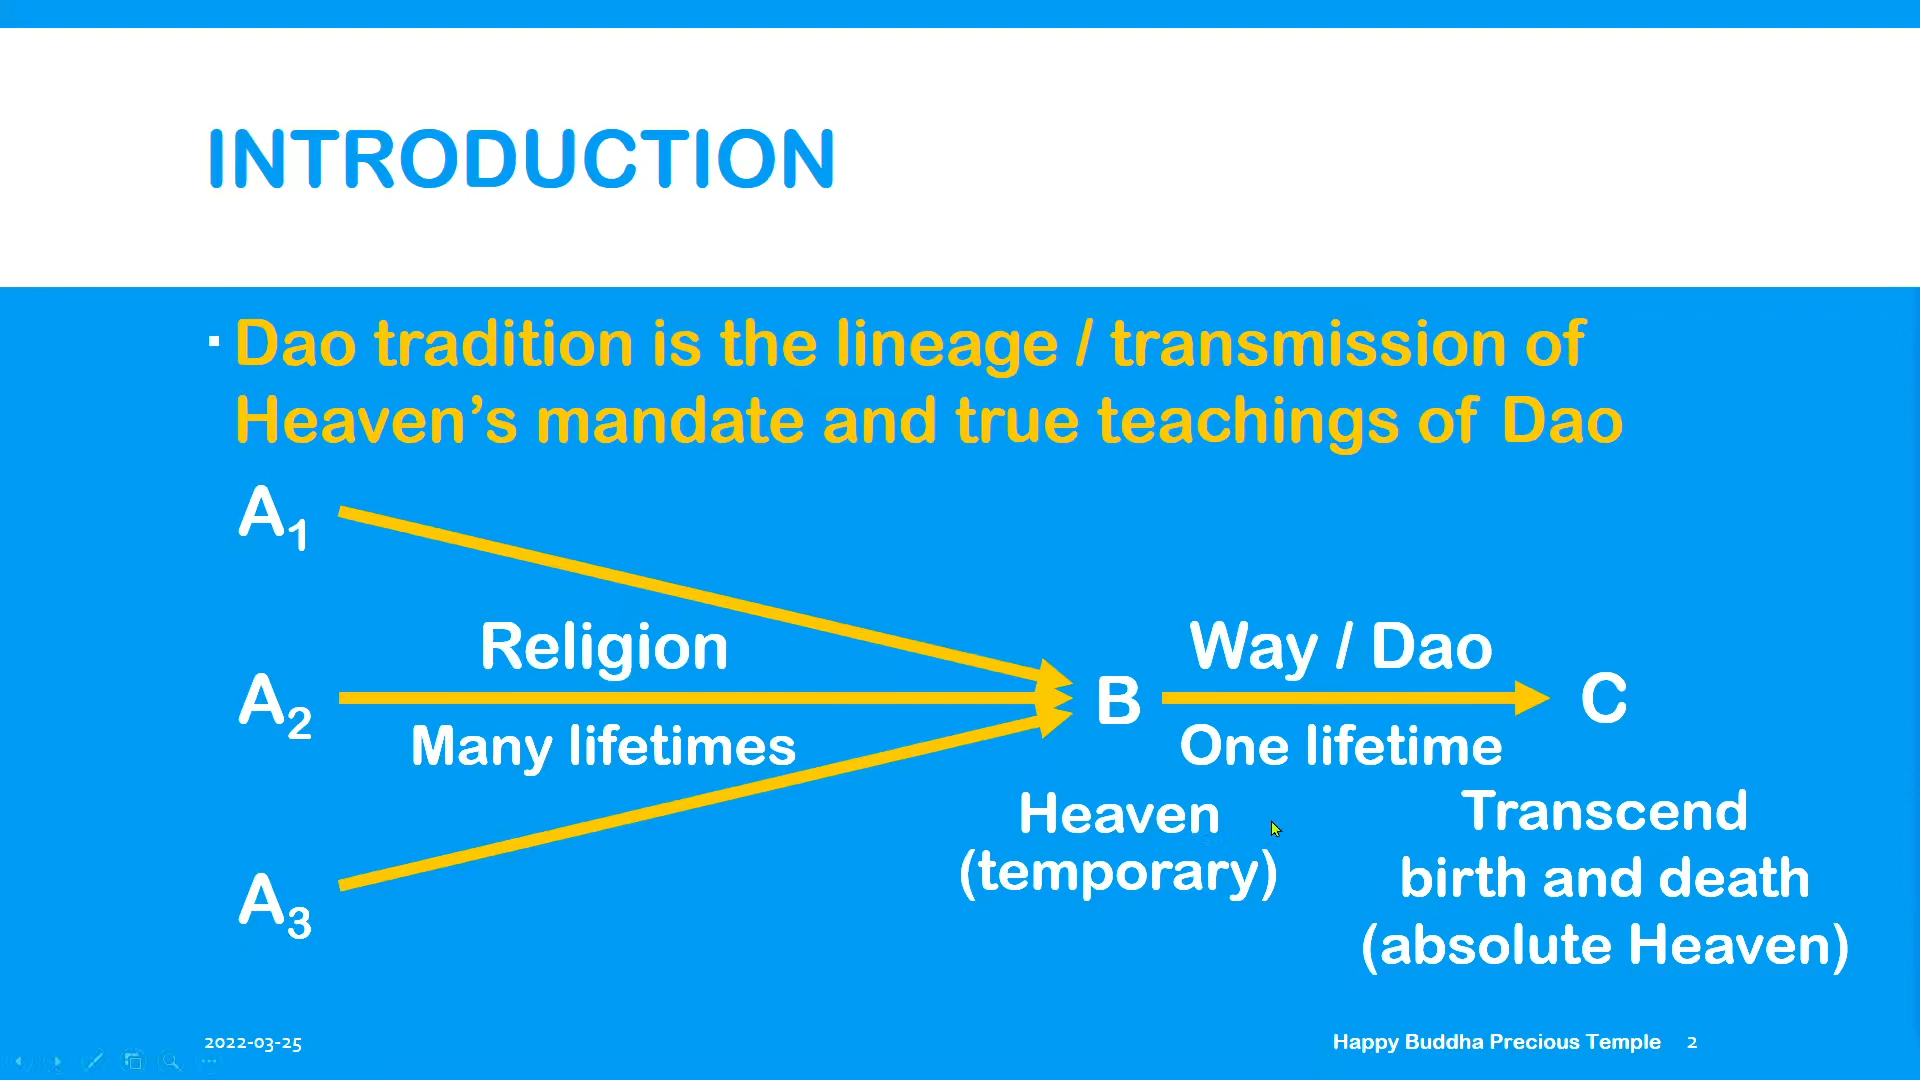 INTRODUCTION
▪ Dao tradition is the lineage / transmission of
Heaven’s mandate and true teachings of Dao
A₁
Religion
Way / Dao
A₂
B
C
Many lifetimes
One lifetime
Heaven
(temporary)
Transcend
birth and death
(absolute Heaven)
A₃
2022-03-25
Happy Buddha Precious Temple 2